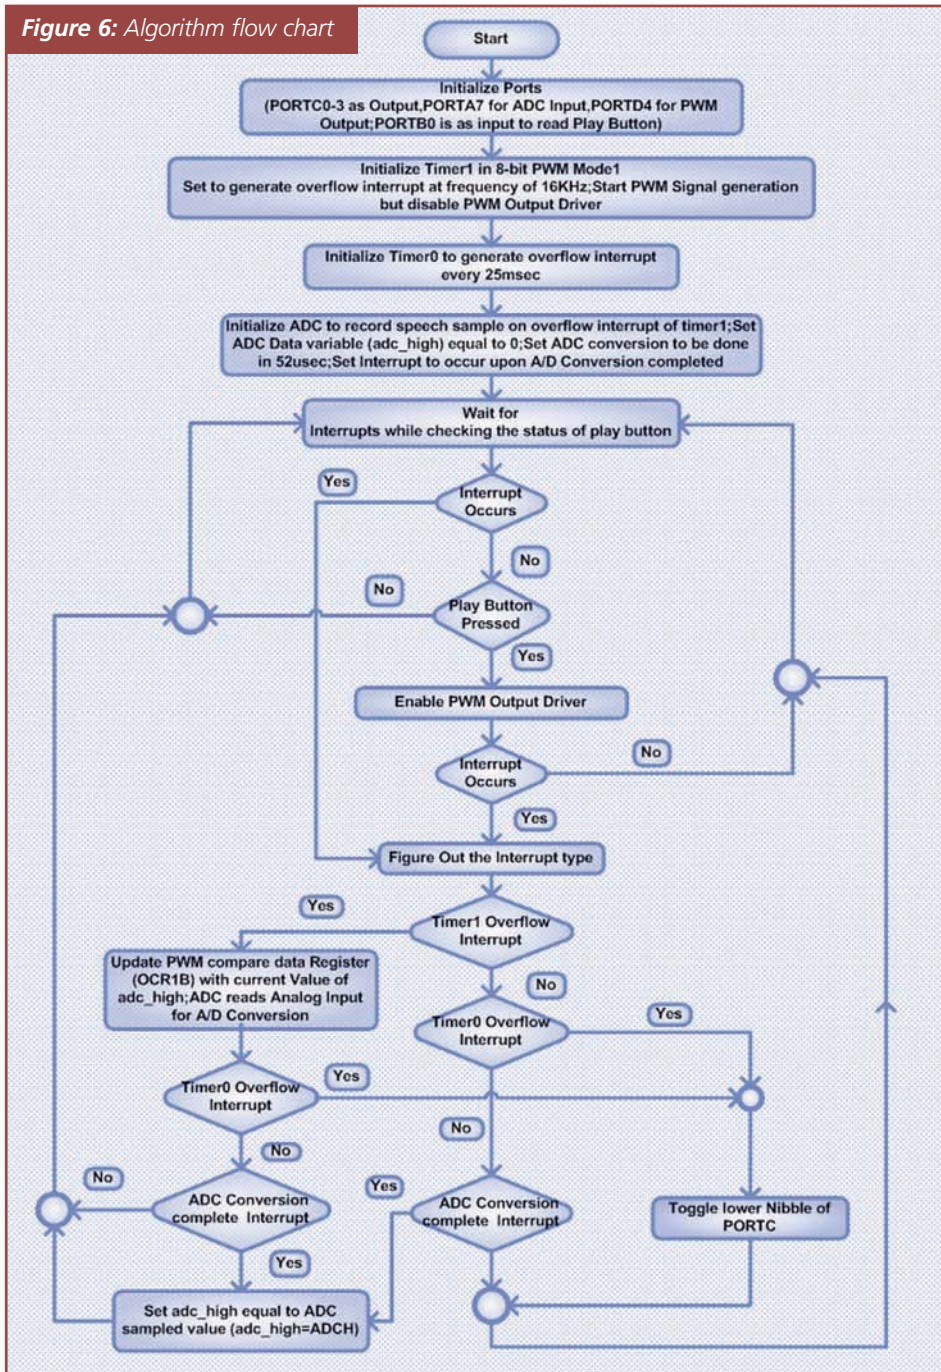 Figure 6: Algorithm flow chart
Start
Initialize Ports
(PORTC0-3 as Output,PORTA7 for ADC Input,PORTD4 for PWM
Output;PORTB0 is as input to read Play Button)
Initialize Timer1 in 8-bit PWM Mode1
Set to generate overflow interrupt at frequency of 16KHz;Start PWM Signal generation
but disable PWM Output Driver
Initialize Timer0 to generate overflow interrupt
every 25msec
Initialize ADC to record speech sample on overflow interrupt of timer1;Set
ADC Data variable (adc_high) equal to 0;Set ADC conversion to be done
in 52usec;Set Interrupt to occur upon A/D Conversion completed
Wait for
Interrupts while checking the status of play button
Yes
Interrupt
Occurs
No
No
Play Button
Pressed
Yes
Enable PWM Output Driver
Interrupt
Occurs
No
Yes
Figure Out the Interrupt type
Yes
Timer1 Overflow
Interrupt
Update PWM compare data Register
(OCR1B) with current Value of
adc_high;ADC reads Analog Input
for A/D Conversion
No
Timer0 Overflow
Interrupt
Yes
Timer0 Overflow
Interrupt
Yes
No
No
No
ADC Conversion
complete Interrupt
Yes
Yes
ADC Conversion
complete Interrupt
Toggle lower Nibble of
PORTC
Set adc_high equal to ADC
sampled value (adc_high=ADCH)